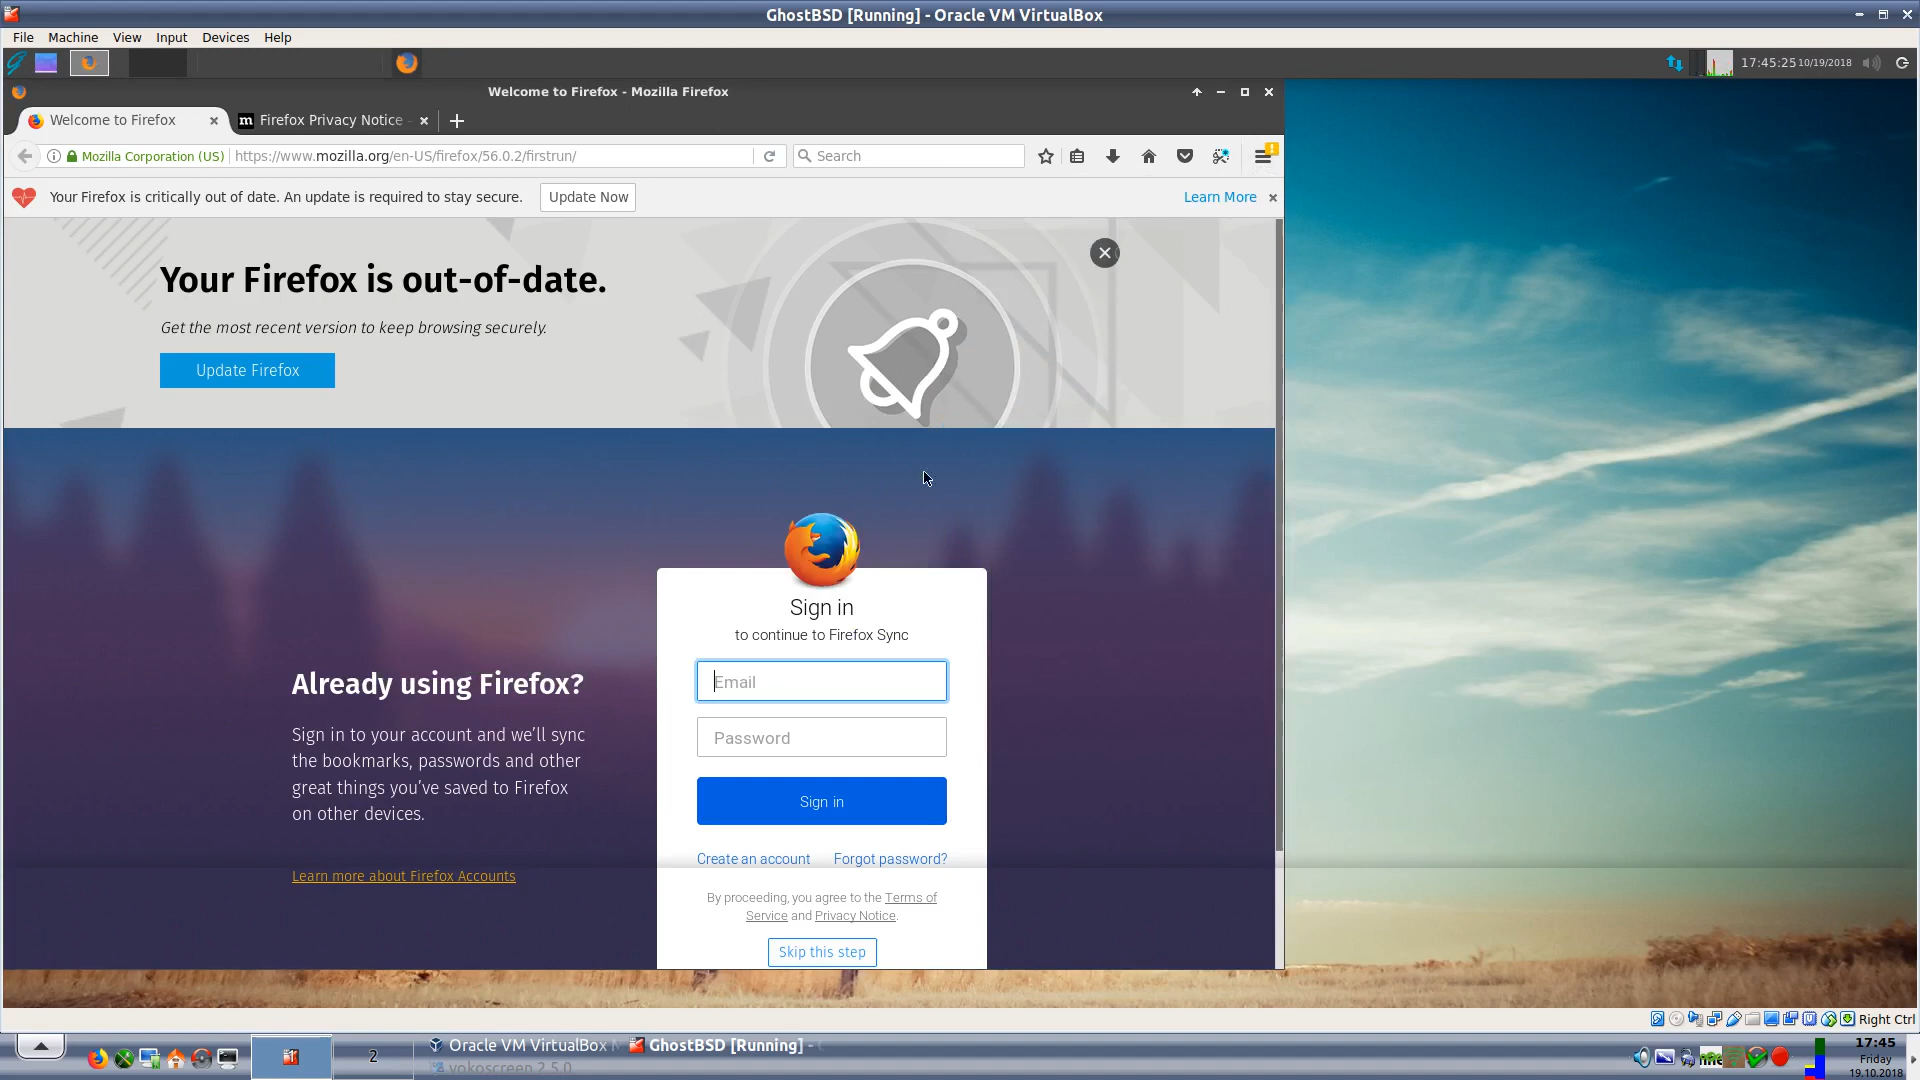 GhostBSD [Running] - Oracle VM VirtualBox
File Machine View Input Devices Help
17:45:25 10/19/2018
Welcome to Firefox - Mozilla Firefox
Welcome to Firefox
m Firefox Privacy Notice
Mozilla Corporation (US) https://www.mozilla.org/en-US/firefox/56.0.2/firstrun/
Search
Your Firefox is critically out of date. An update is required to stay secure.
Update Now
Learn More
Your Firefox is out-of-date.
Get the most recent version to keep browsing securely.
Update Firefox
Sign in
to continue to Firefox Sync
Email
Password
Sign in
Create an account Forgot password?
By proceeding, you agree to the Terms of
Service and Privacy Notice.
Skip this step
Already using Firefox?
Sign in to your account and we’ll sync
the bookmarks, passwords and other
great things you’ve saved to Firefox
on other devices.
Learn more about Firefox Accounts
Right Ctrl
2
Oracle VM VirtualBox
GhostBSD [Running] -
vokoscreen 2.5.0
17:45
Friday
19.10.2018